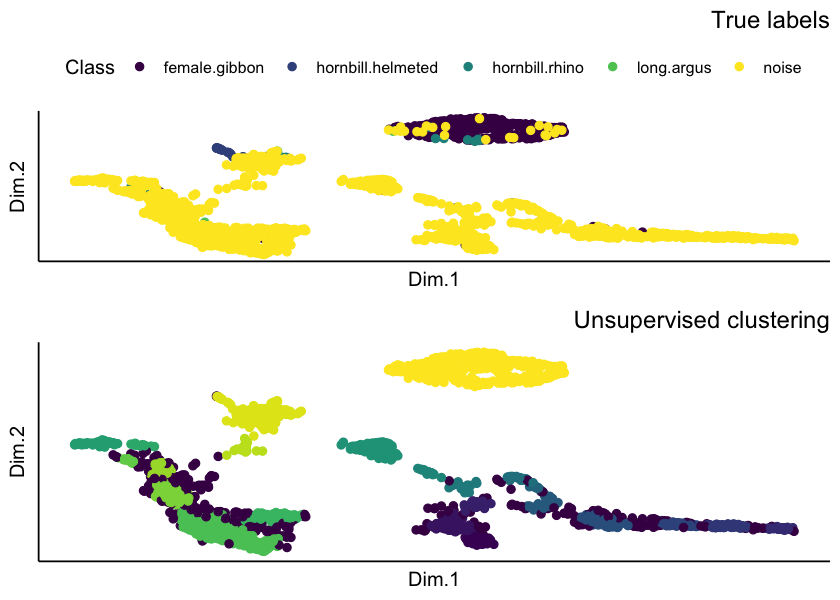 True labels
Class female.gibbon hornbill.helmeted hornbill.rhino long.argus noise
Dim.2
Dim.1
Unsupervised clustering
Dim.2
Dim.1